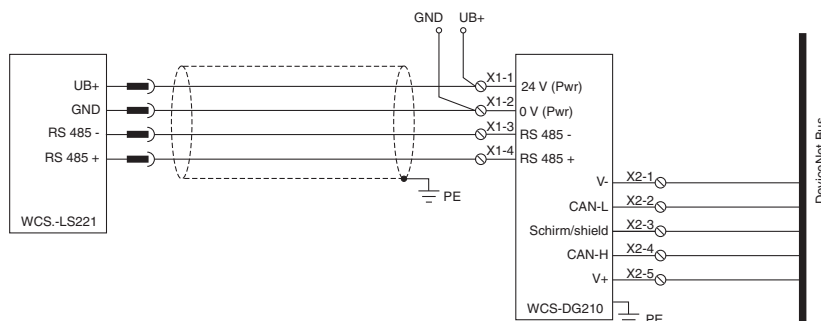 GND UB+
UB+ X1-1 24 V (Pwr)
GND X1-2 0 V (Pwr)
RS 485 - X1-3 RS 485 -
RS 485 + X1-4 RS 485 +
PE
WCS.-LS221
V- X2-1
CAN-L X2-2
Schirm/shield X2-3
CAN-H X2-4
V+ X2-5
WCS-DG210
PE
DeviceNet Bus